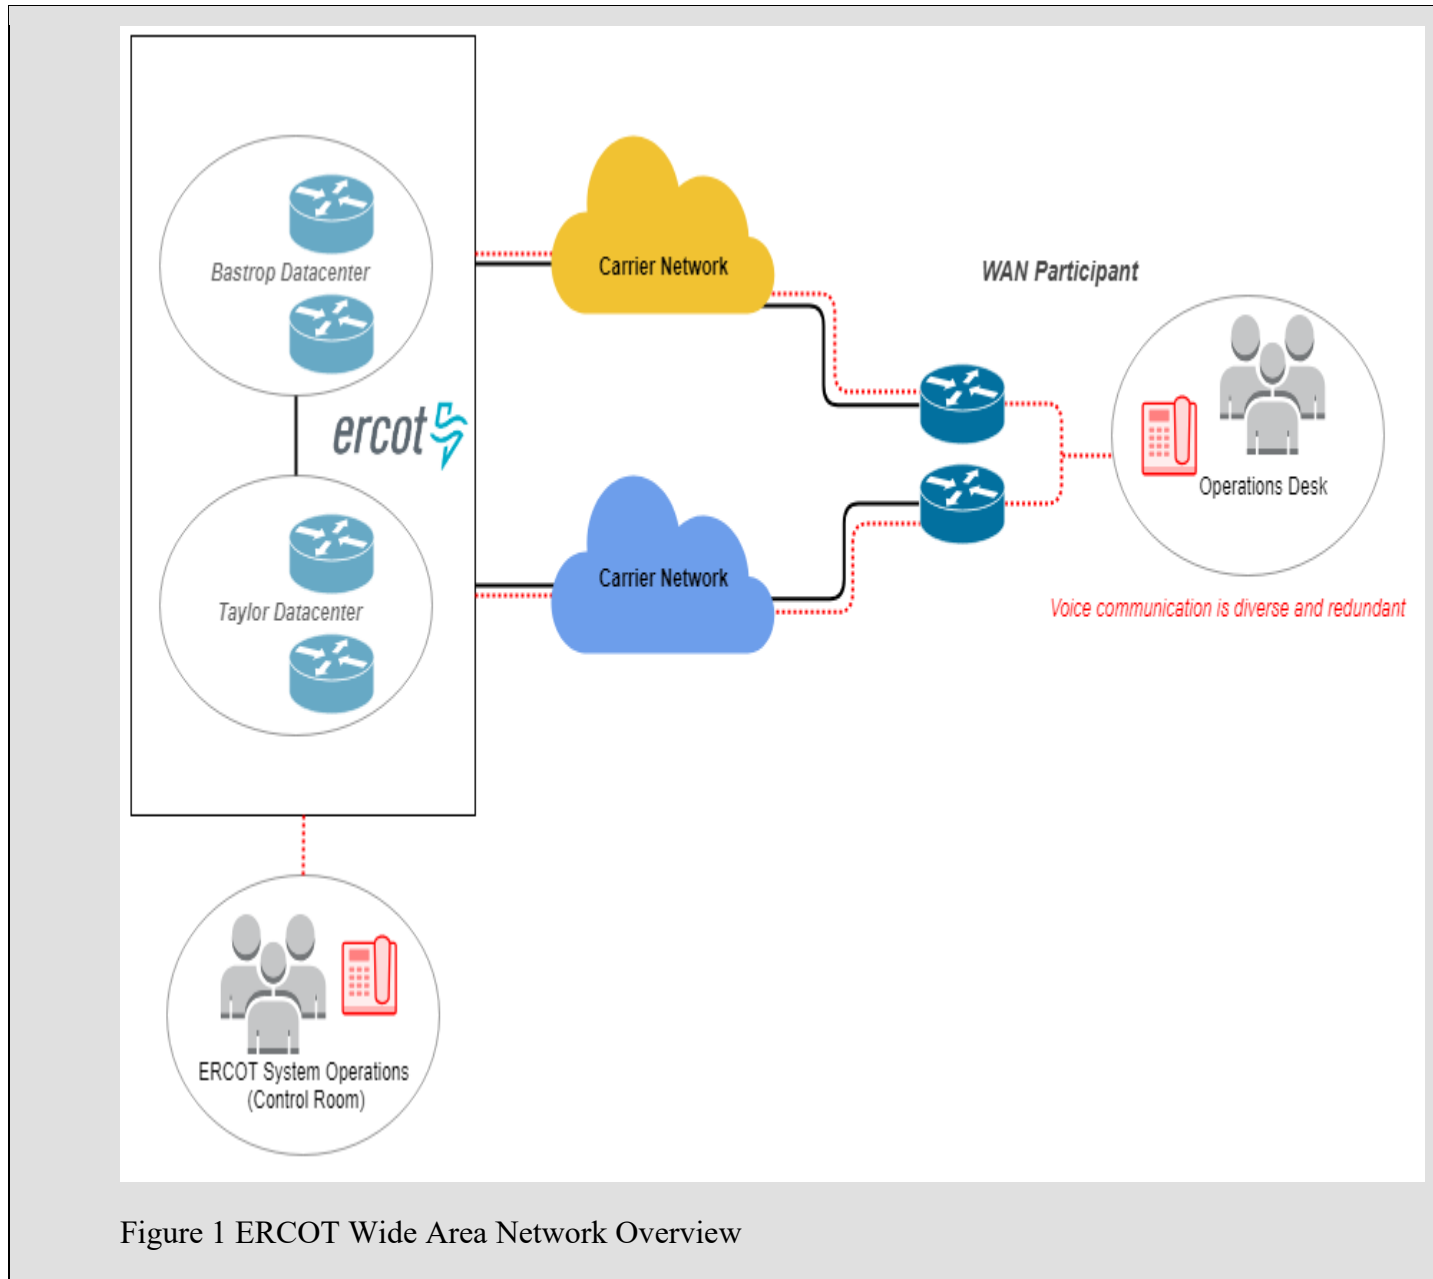 Bastrop Datacenter
Carrier Network
WAN Participant
ercot
Operations Desk
Taylor Datacenter
Carrier Network
Voice communication is diverse and redundant
ERCOT System Operations
(Control Room)
Figure 1 ERCOT Wide Area Network Overview